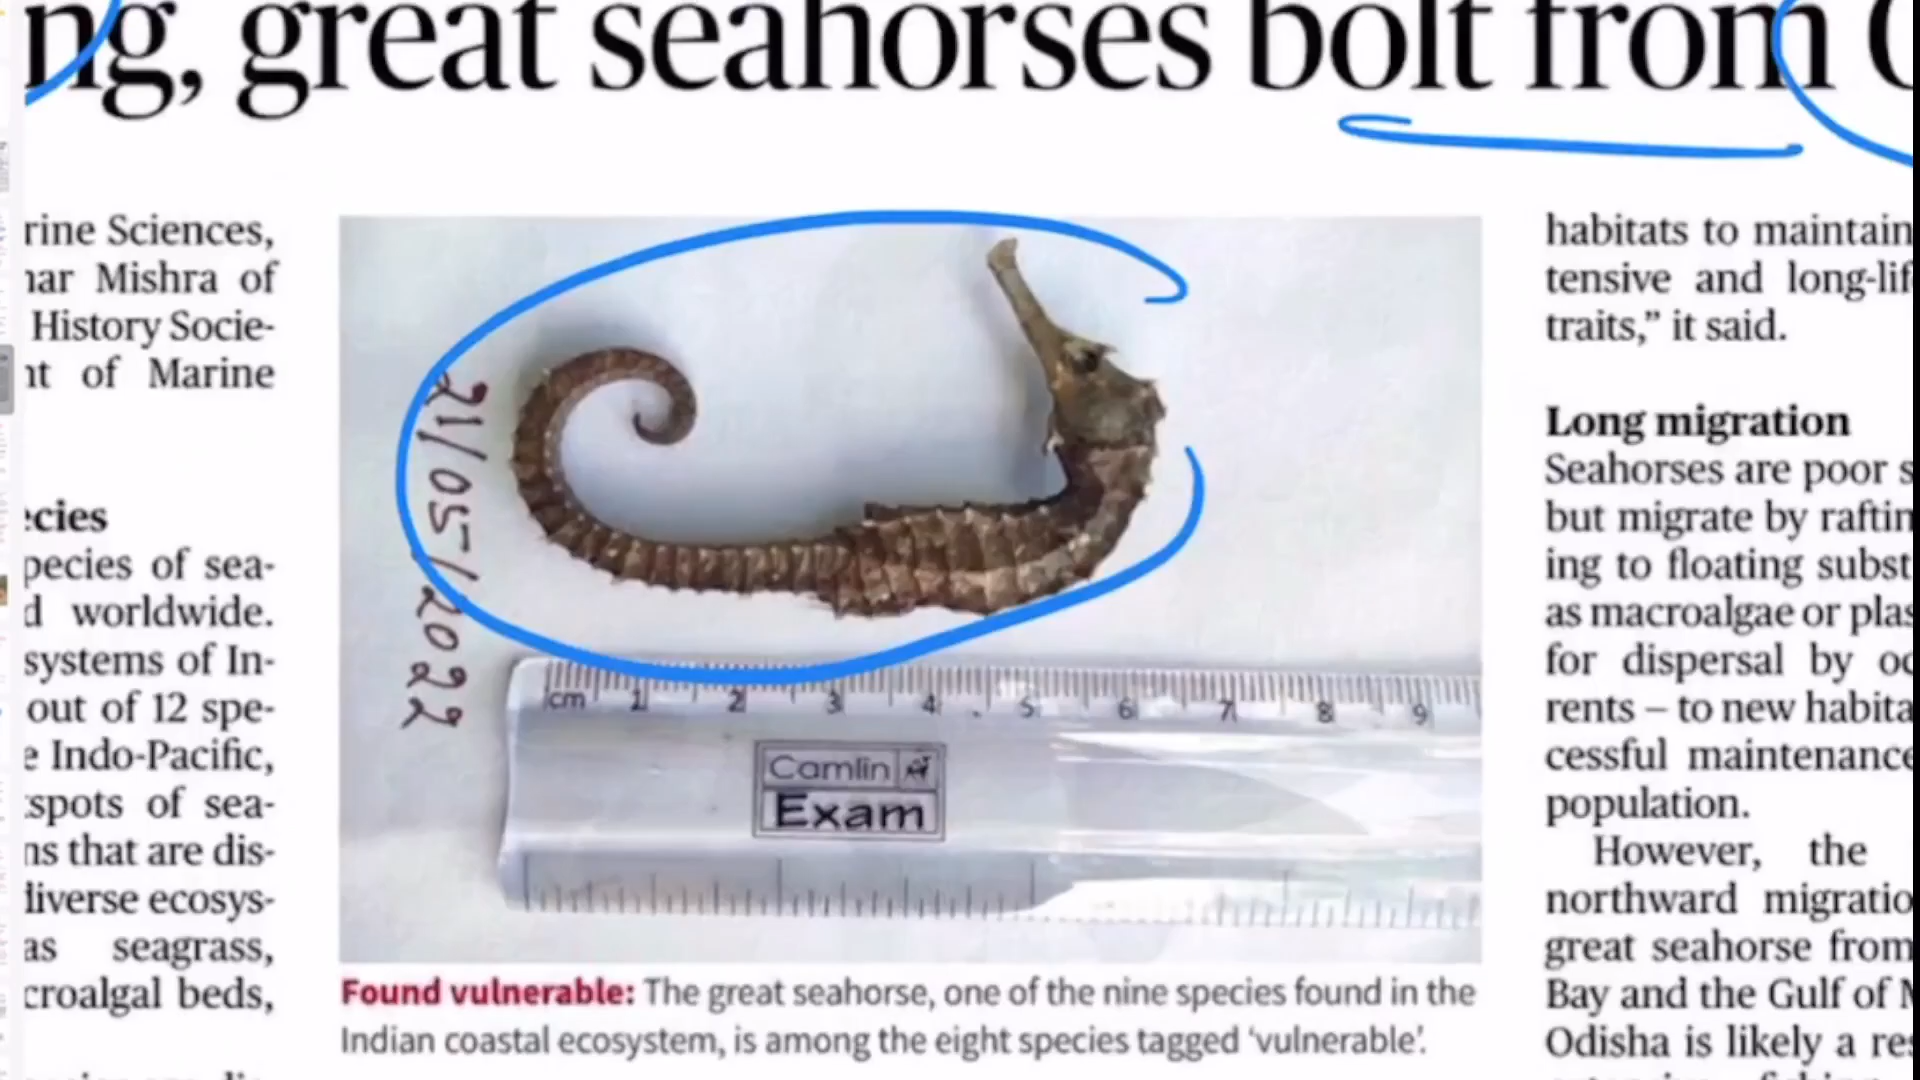 ng, great seahorses bolt from
rine Sciences,
nar Mishra of
History Socie-
nt of Marine
ecies
pecies of sea-
d worldwide.
systems of In-
out of 12 spe-
e Indo-Pacific,
tspots of sea-
ns that are dis-
diverse ecosys-
as seagrass,
croalgal beds,
21/05/2022
cm 1 2 3 4 5 6 7 8 9
Camlin
Exam
Found vulnerable: The great seahorse, one of the nine species found in the
Indian coastal ecosystem, is among the eight species tagged ‘vulnerable’.
habitats to maintain
tensive and long-lif
traits,” it said.
Long migration
Seahorses are poor s
but migrate by raftin
ing to floating subst
as macroalgae or plas
for dispersal by oc
rents – to new habita
cessful maintenance
population.
However, the
northward migratio
great seahorse from
Bay and the Gulf of M
Odisha is likely a res